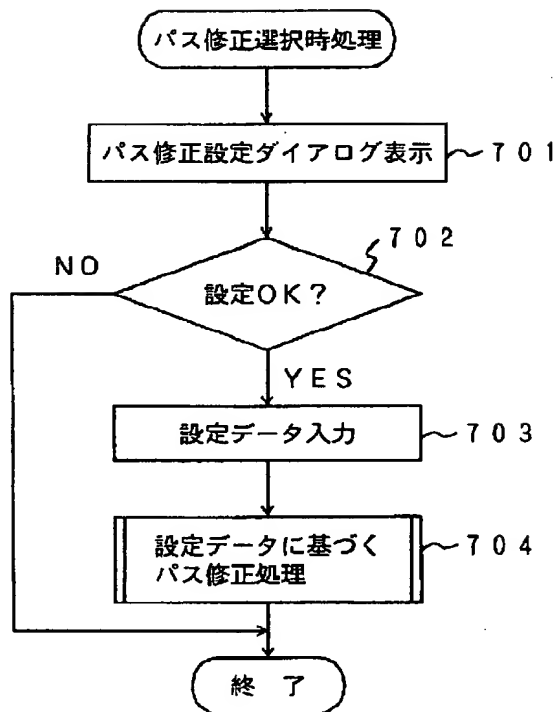 パス修正選択時処理
パス修正設定ダイアログ表示
701
702
NO
設定OK？
YES
設定データ入力
703
設定データに基づく
パス修正処理
704
終 了